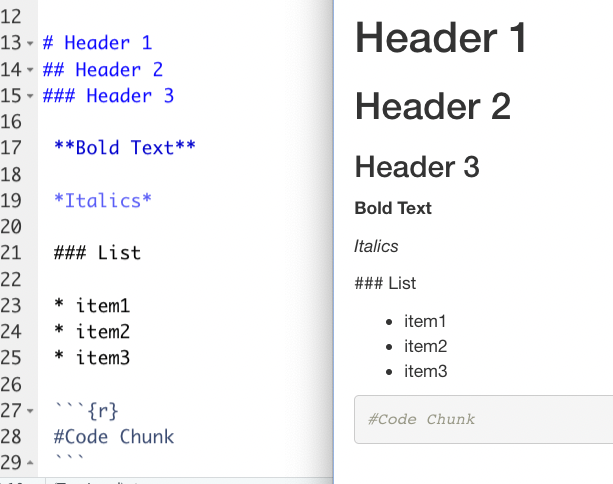 12
13 # Header 1
14 ## Header 2
15 ### Header 3
16
17 **Bold Text**
18
19 *Italics*
20
21 ### List
22
23 * item1
24 * item2
25 * item3
26
27 ```{r}
28 #Code Chunk
29 ```
Header 1
Header 2
Header 3
Bold Text
Italics
### List
• item1
• item2
• item3
#Code Chunk